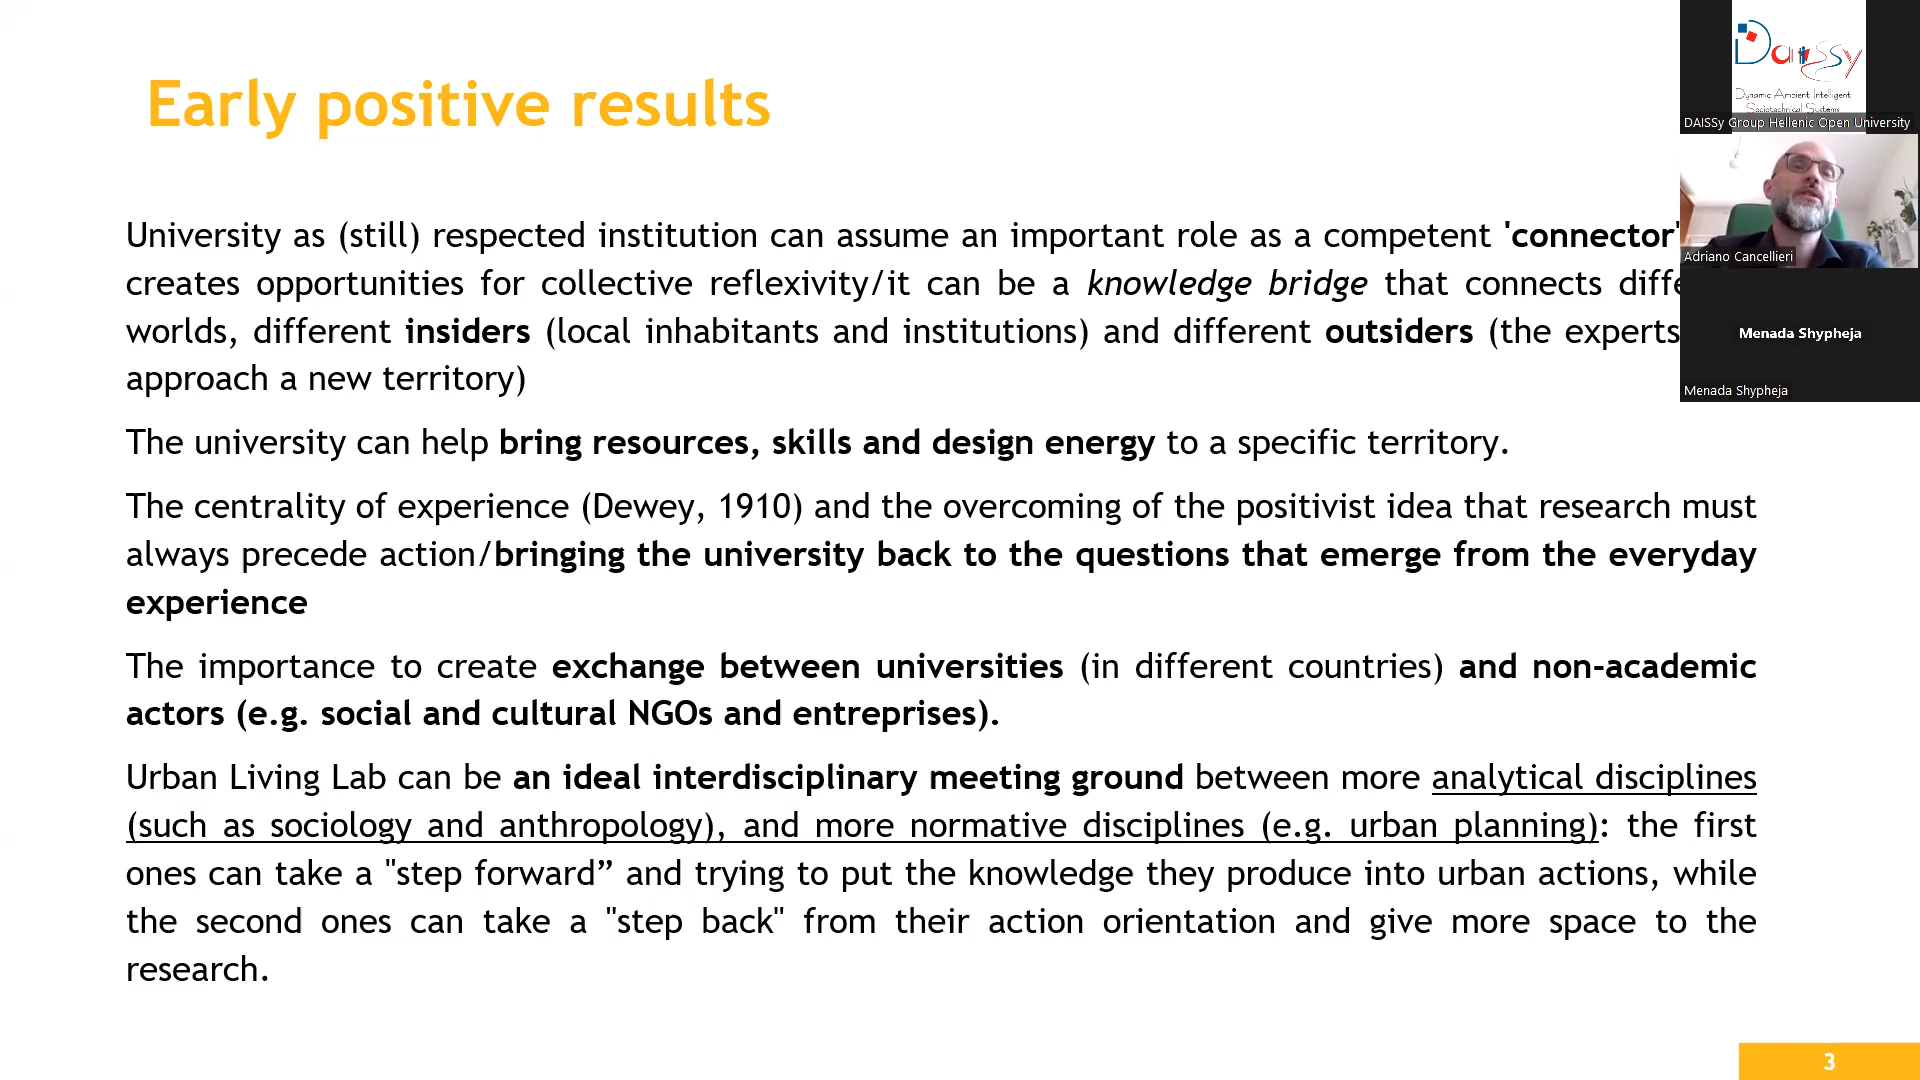 Early positive results
University as (still) respected institution can assume an important role as a competent 'connector'
creates opportunities for collective reflexivity/it can be a knowledge bridge that connects
worlds, different insiders (local inhabitants and institutions) and different outsiders (the experts
approach a new territory)
The university can help bring resources, skills and design energy to a specific territory.
The centrality of experience (Dewey, 1910) and the overcoming of the positivist idea that research must
always precede action/bringing the university back to the questions that emerge from the everyday
experience
The importance to create exchange between universities (in different countries) and non-academic
actors (e.g. social and cultural NGOs and entreprises).
Urban Living Lab can be an ideal interdisciplinary meeting ground between more analytical disciplines
(such as sociology and anthropology), and more normative disciplines (e.g. urban planning): the first
ones can take a "step forward” and trying to put the knowledge they produce into urban actions, while
the second ones can take a "step back" from their action orientation and give more space to the
research.
3
DAISSy
Dynamic Ambient Intelligent
Sociotechnical Systems
DAISSy Group Hellenic Open University
Adriano Cancellieri
Menada Shypheja
Menada Shypheja